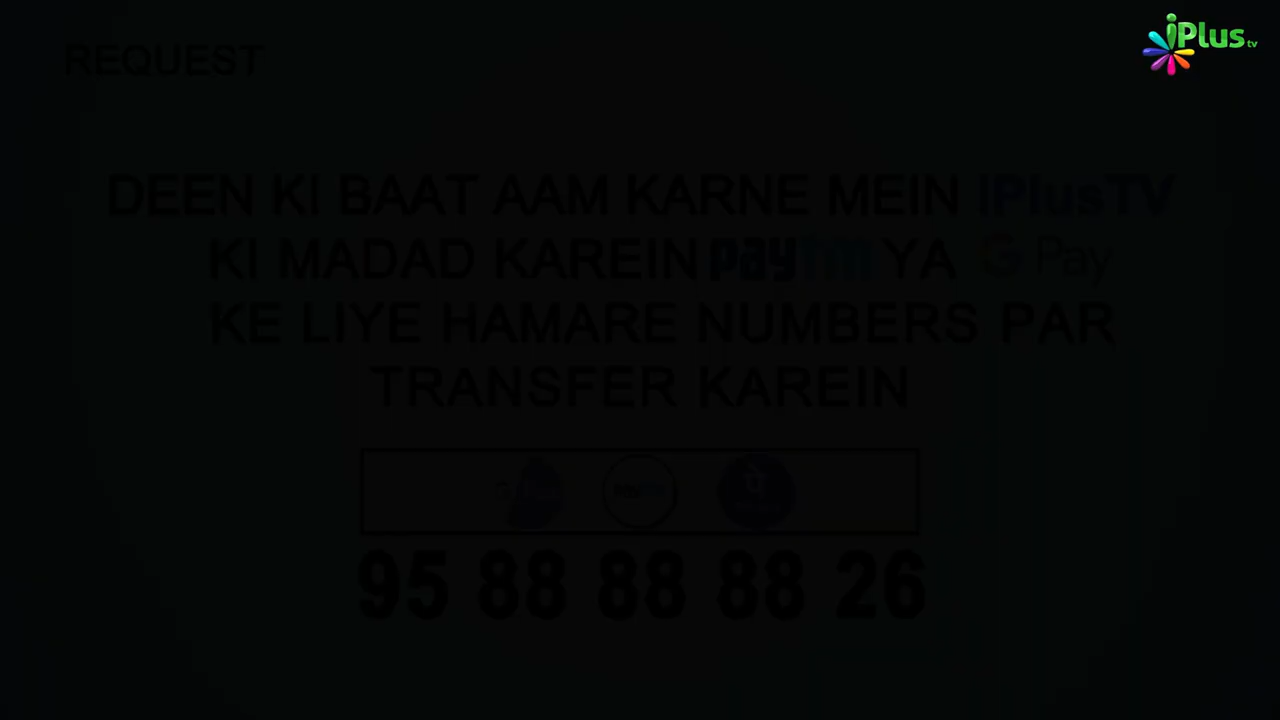 iPlus tv
REQUEST
DEEN KI BAAT AAM KARNE MEIN iPlusTV
KI MADAD KAREIN paytm YA G Pay
KE LIYE HAMARE NUMBERS PAR
TRANSFER KAREIN
95 88 88 88 26